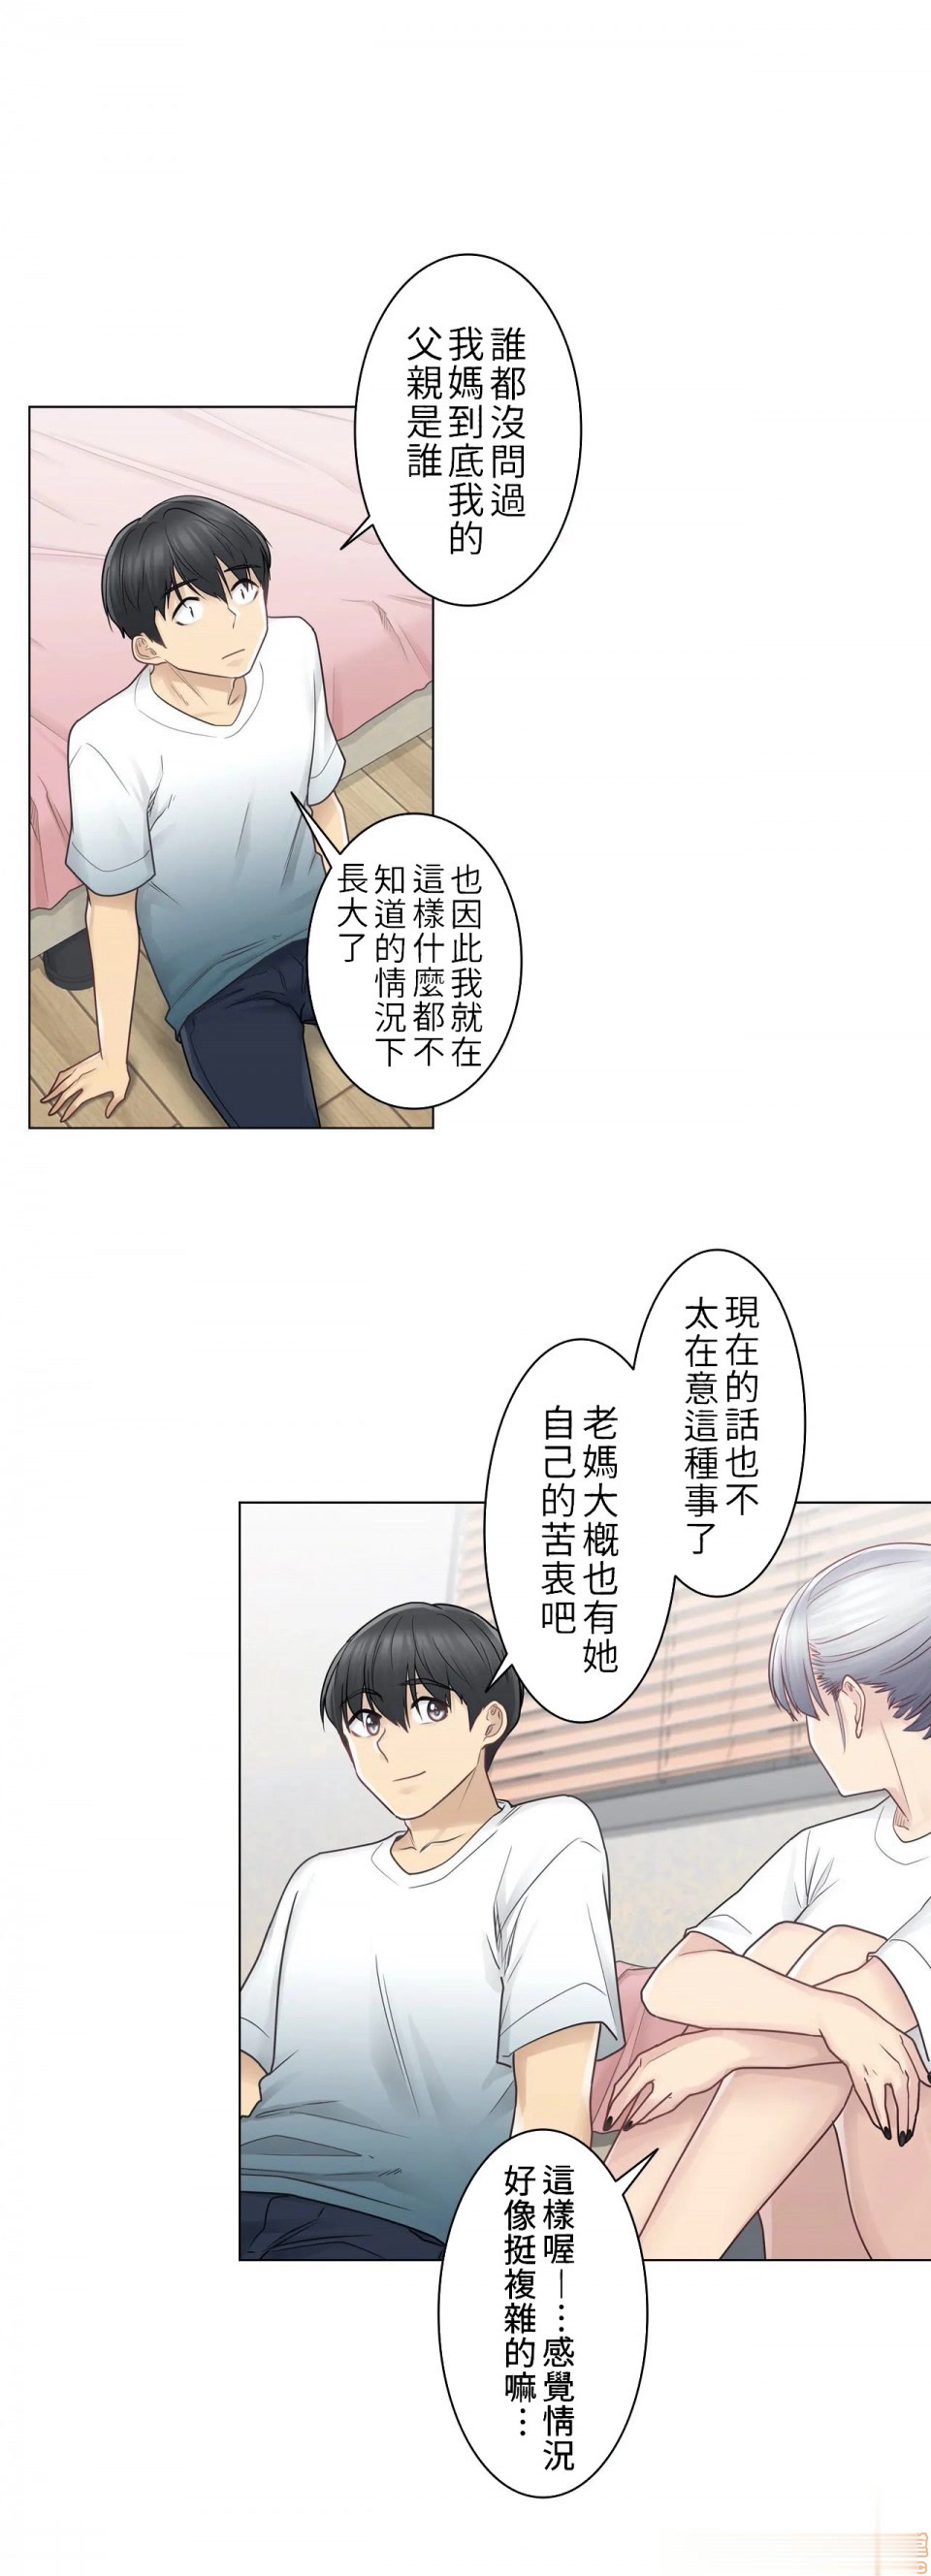 誰都沒問過
我媽到底我的
父親是誰
也因此我就在
這樣什麼都不
知道的情況下
長大了
現在的話也不
太在意這種事了
老媽大概也有她
自己的苦衷吧
這樣喔－…感覺情況
好像挺複雜的嘛…